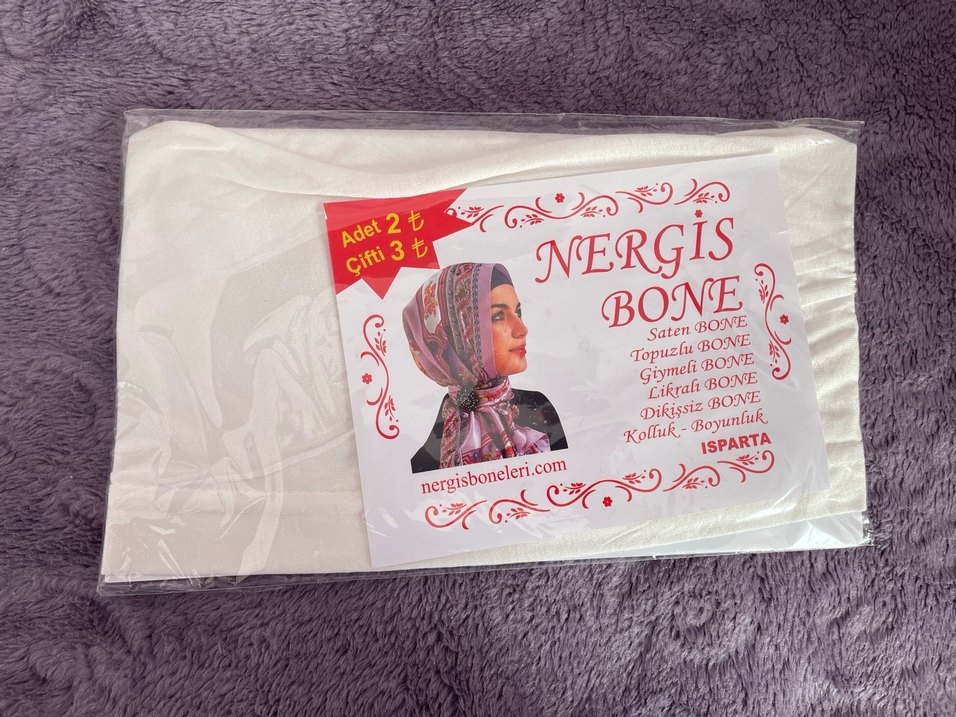 Adet 2 ₺
Çifti 3 ₺
NERGİS
BONE
Saten BONE
Topuzlu BONE
Giymeli BONE
Likralı BONE
Dikişsiz BONE
Kolluk - Boyunluk
ISPARTA
nergisboneleri.com